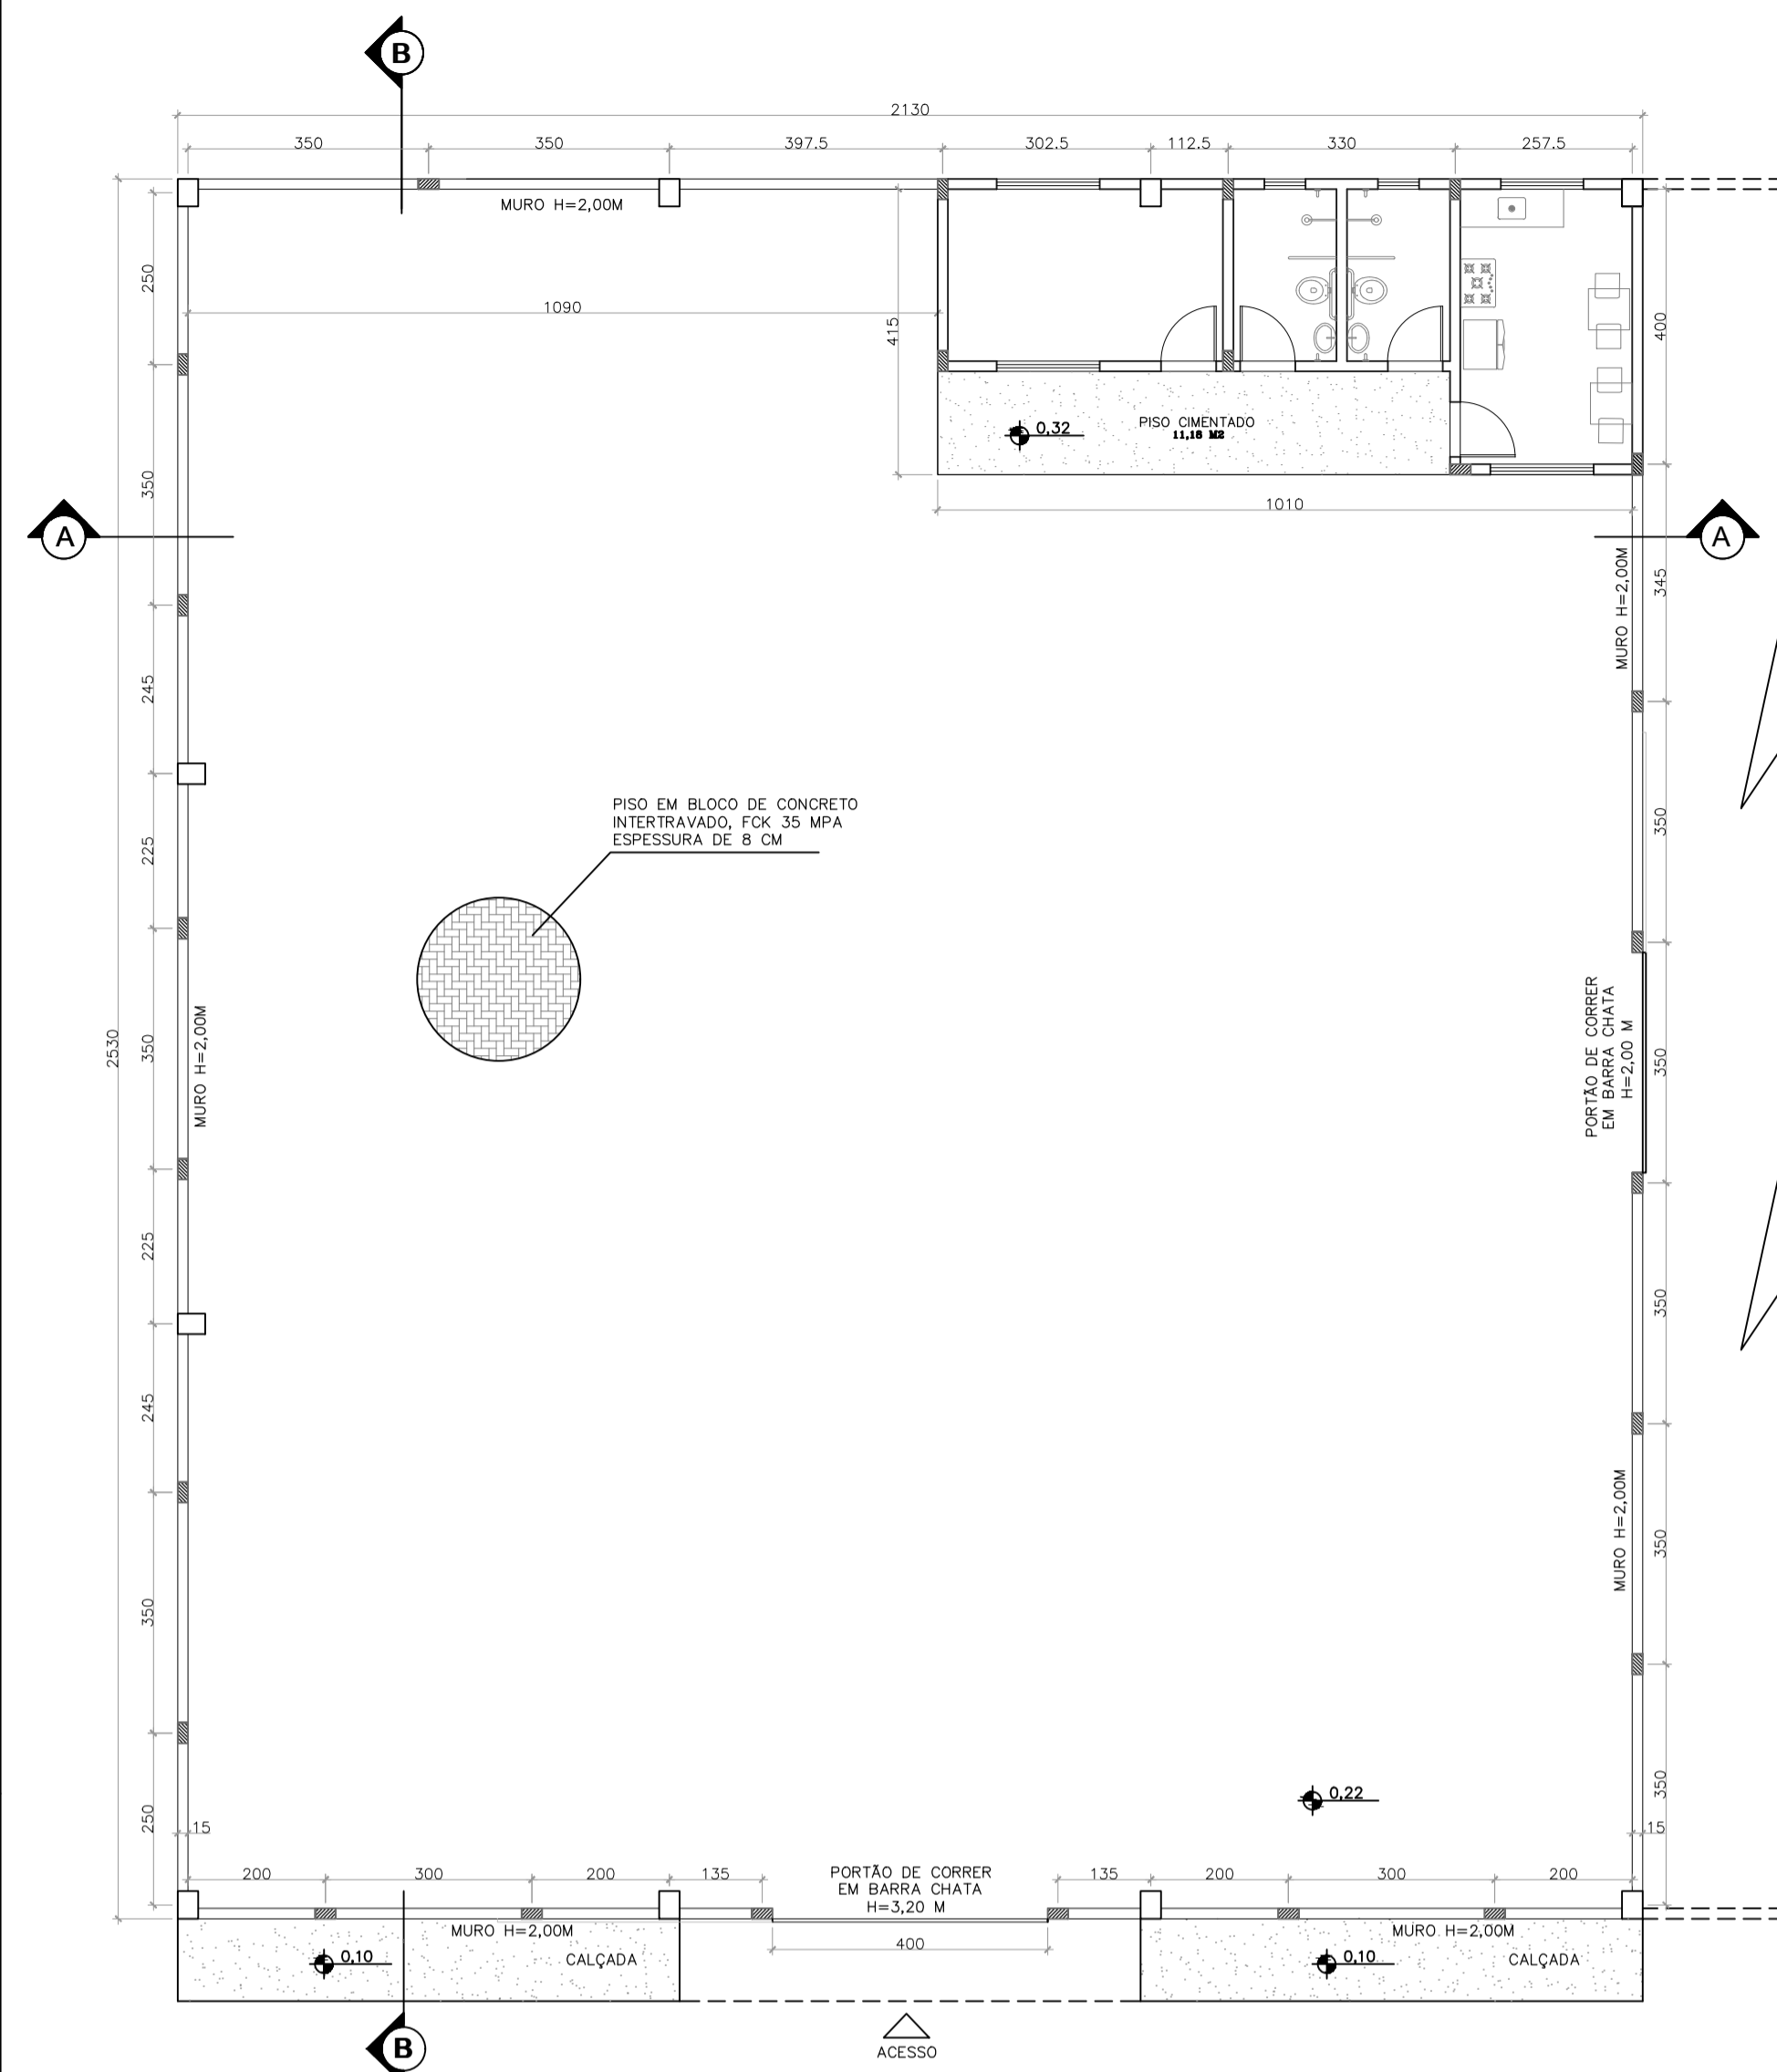 B
2130
350
350
397.5
302.5
112.5
330
257.5
MURO H=2,00M
250
1090
415
400
0,32
PISO CIMENTADO
11,18 M2
350
1010
A
A
345
MURO H=2,00M
245
350
PISO EM BLOCO DE CONCRETO
INTERTRAVADO, FCK 35 MPA
ESPESSURA DE 8 CM
225
2530
350
MURO H=2,00M
PORTÃO DE CORRER
EM BARRA CHATA
H=2,00 M
350
225
350
245
MURO H=2,00M
350
350
0,22
350
250
15
15
200
300
200
135
PORTÃO DE CORRER
EM BARRA CHATA
H=3,20 M
135
200
300
200
MURO H=2,00M
MURO H=2,00M
400
0,10
CALÇADA
0,10
CALÇADA
B
ACESSO